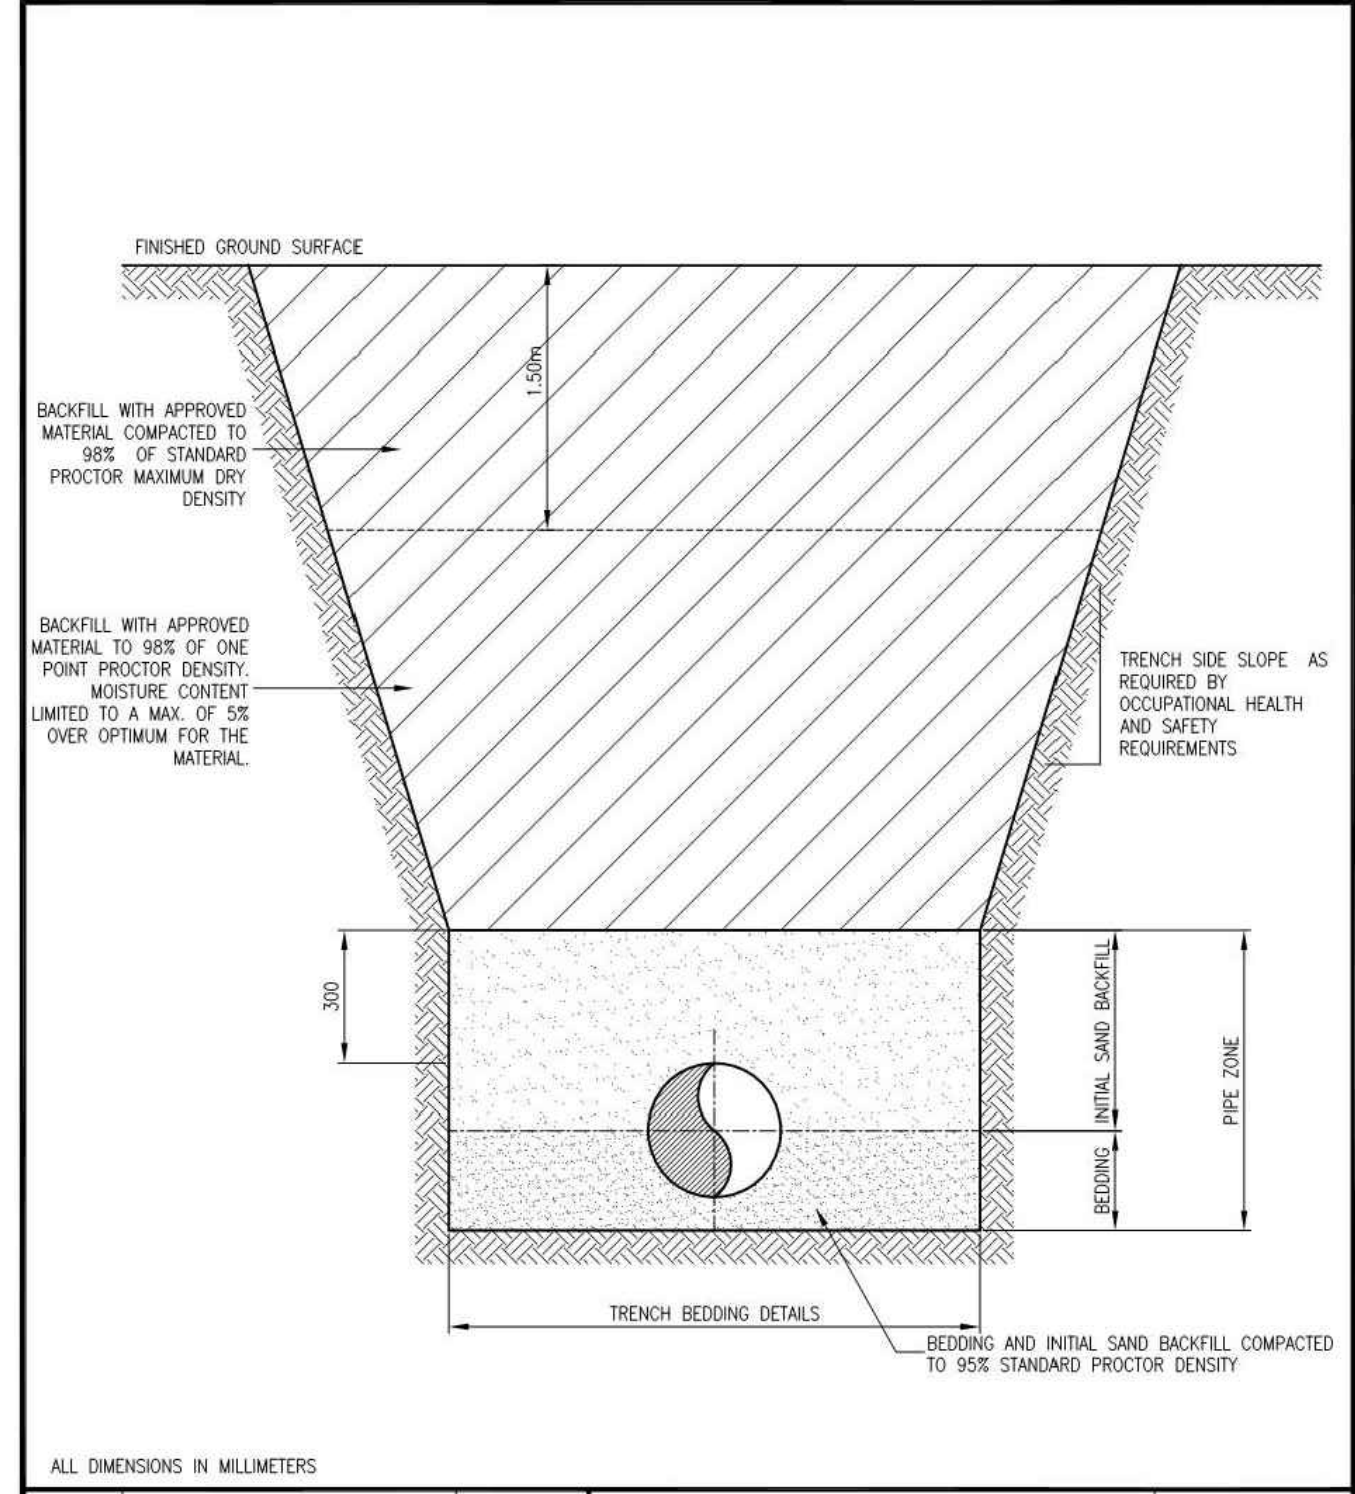 FINISHED GROUND SURFACE
1.50m
BACKFILL WITH APPROVED
MATERIAL COMPACTED TO
98% OF STANDARD
PROCTOR MAXIMUM DRY
DENSITY
BACKFILL WITH APPROVED
MATERIAL TO 98% OF ONE
POINT PROCTOR DENSITY.
MOISTURE CONTENT
LIMITED TO A MAX. OF 5%
OVER OPTIMUM FOR THE
MATERIAL.
TRENCH SIDE SLOPE AS
REQUIRED BY
OCCUPATIONAL HEALTH
AND SAFETY
REQUIREMENTS
300
INITIAL SAND BACKFILL
BEDDING
PIPE ZONE
TRENCH BEDDING DETAILS
BEDDING AND INITIAL SAND BACKFILL COMPACTED
TO 95% STANDARD PROCTOR DENSITY
ALL DIMENSIONS IN MILLIMETERS